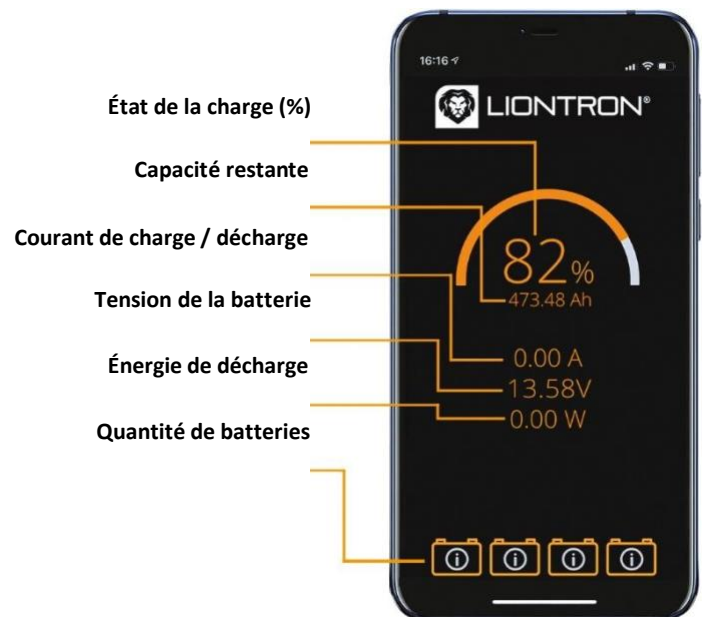 16:16
LIONTRON®
État de la charge (%)
Capacité restante
Courant de charge / décharge
Tension de la batterie
Énergie de décharge
Quantité de batteries
82%
473.48 Ah
0.00 A
13.58V
0.00 W